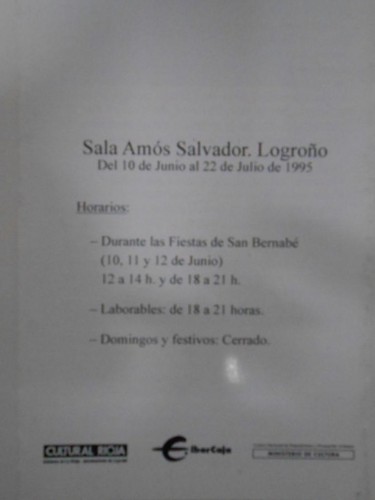 Sala Amós Salvador. Logroño
Del 10 de Junio al 22 de Julio de 1995
Horarios:
– Durante las Fiestas de San Bernabé
(10, 11 y 12 de Junio)
12 a 14 h. y de 18 a 21 h.
– Laborables: de 18 a 21 horas.
– Domingos y festivos: Cerrado.
CULTURAL RIOJA
iberCaja
MINISTERIO DE CULTURA